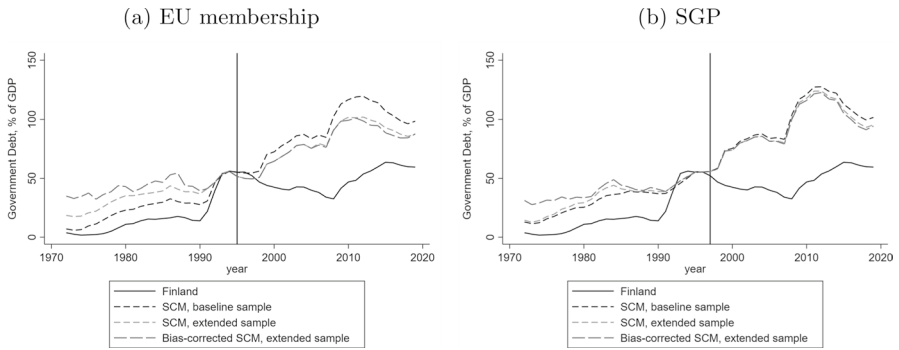 (a) EU membership
Government Debt, % of GDP
150
100
50
0
1970 1980 1990 2000 2010 2020
year
Finland
SCM, baseline sample
SCM, extended sample
Bias-corrected SCM, extended sample
(b) SGP
Government Debt, % of GDP
150
100
50
0
1970 1980 1990 2000 2010 2020
year
Finland
SCM, baseline sample
SCM, extended sample
Bias-corrected SCM, extended sample